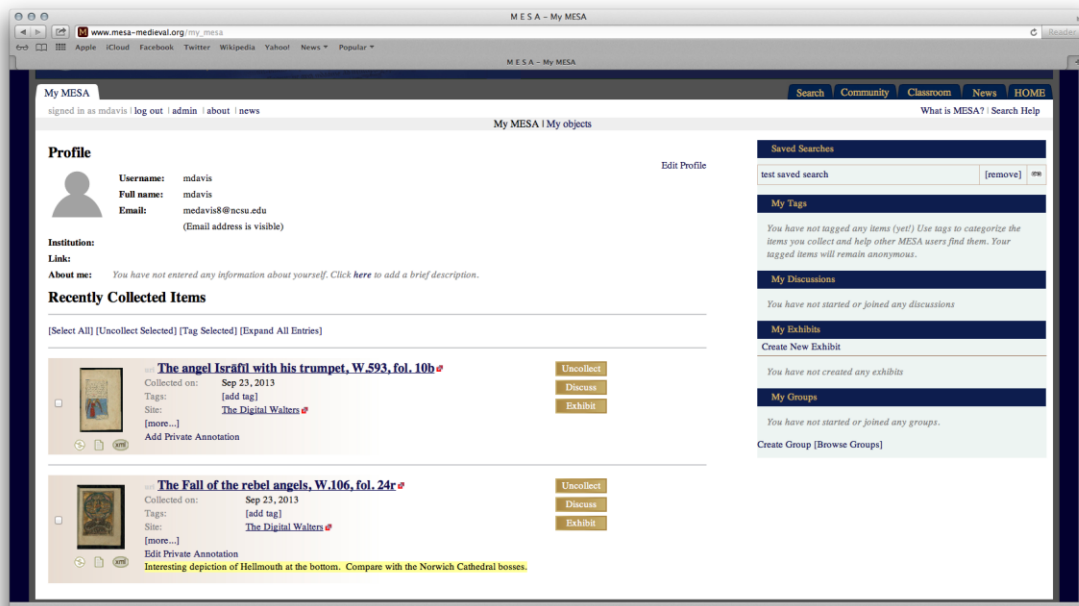 M E S A – My MESA
www.mesa-medieval.org/my_mesa
Reader
Apple iCloud Facebook Twitter Wikipedia Yahoo! News Popular
M E S A – My MESA
My MESA
Search Community Classroom News HOME
signed in as mdavis | log out | admin | about | news
What is MESA? | Search Help
My MESA | My objects
Profile
Edit Profile
Username: mdavis
Full name: mdavis
Email: medavis8@ncsu.edu
(Email address is visible)
Institution:
Link:
About me: You have not entered any information about yourself. Click here to add a brief description.
Recently Collected Items
[Select All] [Uncollect Selected] [Tag Selected] [Expand All Entries]
uri The angel Isrāfīl with his trumpet, W.593, fol. 10b
Collected on: Sep 23, 2013
Tags: [add tag]
Site: The Digital Walters
[more...]
Add Private Annotation
xml
Uncollect
Discuss
Exhibit
uri The Fall of the rebel angels, W.106, fol. 24r
Collected on: Sep 23, 2013
Tags: [add tag]
Site: The Digital Walters
[more...]
Edit Private Annotation
Interesting depiction of Hellmouth at the bottom. Compare with the Norwich Cathedral bosses.
xml
Uncollect
Discuss
Exhibit
Saved Searches
test saved search [remove]
My Tags
You have not tagged any items (yet!) Use tags to categorize the
items you collect and help other MESA users find them. Your
tagged items will remain anonymous.
My Discussions
You have not started or joined any discussions
My Exhibits
Create New Exhibit
You have not created any exhibits
My Groups
You have not started or joined any groups.
Create Group [Browse Groups]